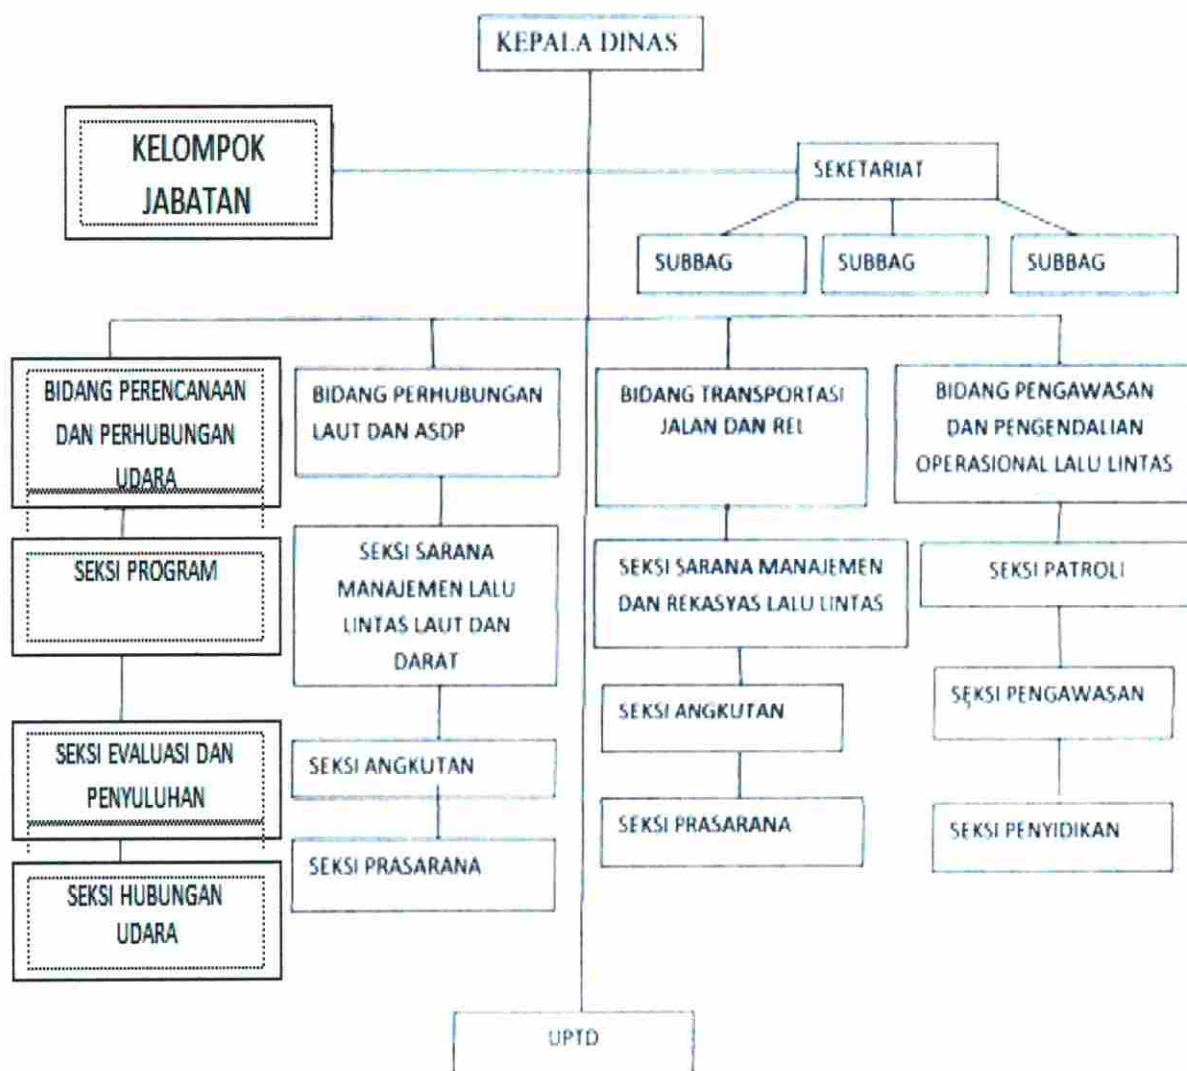 KEPALA DINAS
KELOMPOK
JABATAN
SEKETARIAT
SUBBAG
SUBBAG
SUBBAG
BIDANG PERENCANAAN
DAN PERHUBUNGAN
UDARA
BIDANG PERHUBUNGAN
LAUT DAN ASDP
BIDANG TRANSPORTASI
JALAN DAN REL
BIDANG PENGAWASAN
DAN PENGENDALIAN
OPERASIONAL LALU LINTAS
SEKSI PROGRAM
SEKSI SARANA
MANAJEMEN LALU
LINTAS LAUT DAN
DARAT
SEKSI SARANA MANAJEMEN
DAN REKASYAS LALU LINTAS
SEKSI PATROLI
SEKSI EVALUASI DAN
PENYULUHAN
SEKSI ANGKUTAN
SEKSI ANGKUTAN
SEKSI PENGAWASAN
SEKSI HUBUNGAN
UDARA
SEKSI PRASARANA
SEKSI PRASARANA
SEKSI PENYIDIKAN
UPTD